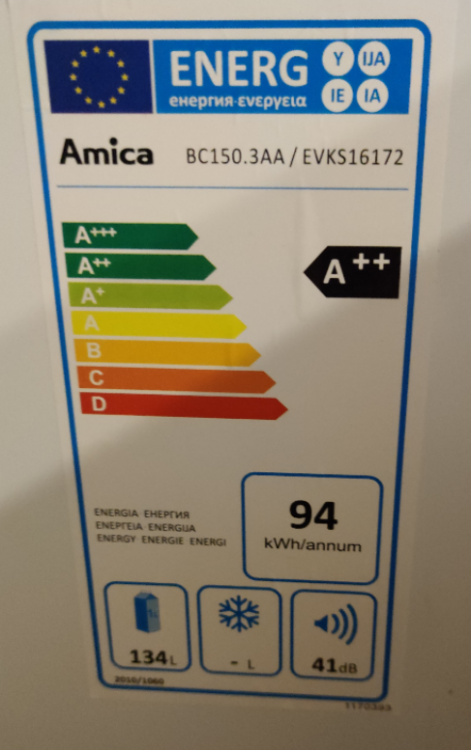 ENERG
Y IJA
IE IA
енергия·ενεργεια
Amica
BC150.3AA / EVKS16172
A+++
A++
A+
A
B
C
D
A++
ENERGIA·ЕНЕРГИЯ
ΕΝΕΡΓΕΙΑ·ENERGIJA
ENERGY·ENERGIE·ENERGI
94
kWh/annum
134L
- L
41dB
2010/1060
1170393